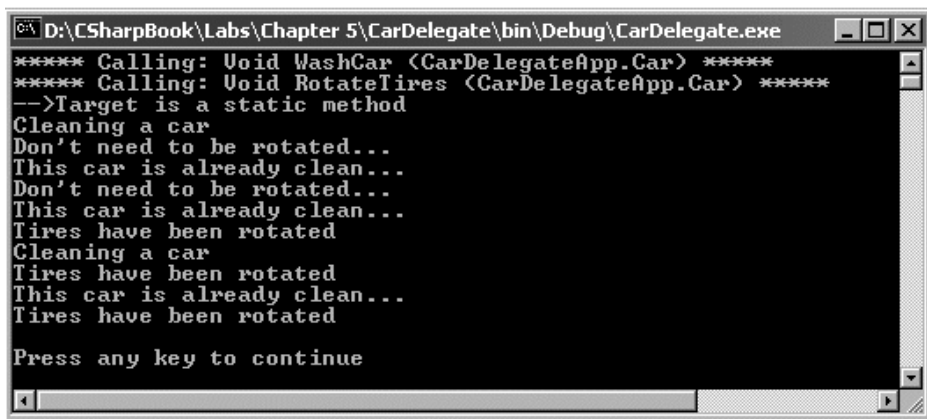 D:\CSharpBook\Labs\Chapter 5\CarDelegate\bin\Debug\CarDelegate.exe
***** Calling: Void WashCar (CarDelegateApp.Car) *****
***** Calling: Void RotateTires (CarDelegateApp.Car) *****
-->Target is a static method
Cleaning a car
Don't need to be rotated...
This car is already clean...
Don't need to be rotated...
This car is already clean...
Tires have been rotated
Cleaning a car
Tires have been rotated
This car is already clean...
Tires have been rotated
Press any key to continue